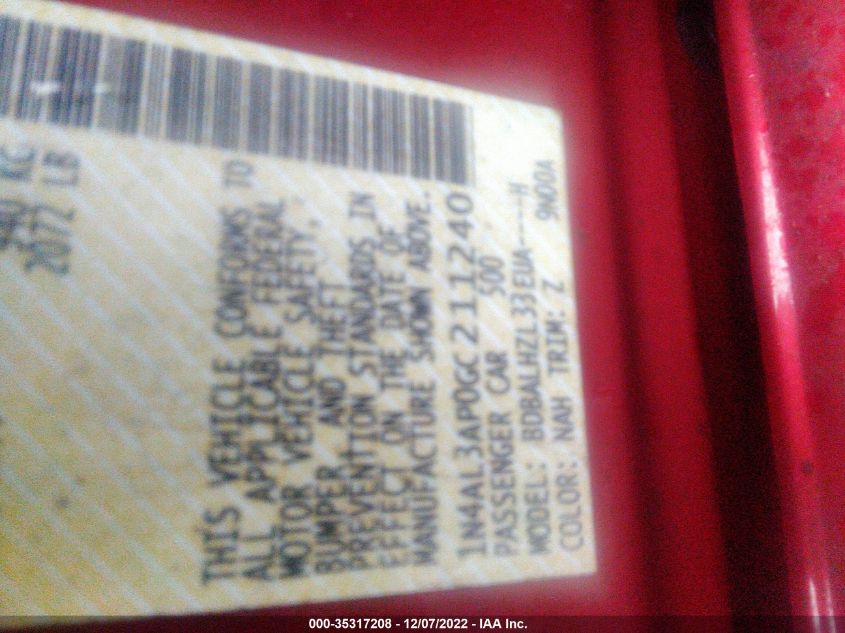 2072 LB
THIS VEHICLE CONFORMS TO
ALL APPLICABLE FEDERAL
MOTOR VEHICLE SAFETY,
BUMPER, AND THEFT
PREVENTION STANDARDS IN
EFFECT ON THE DATE OF
MANUFACTURE SHOWN ABOVE.
1N4AL3AP0GC211240
PASSENGER CAR 500
MODEL: BDBALHZL33EUA-----H
COLOR: NAH TRIM: Z 9N00A
000-35317208 - 12/07/2022 - IAA Inc.